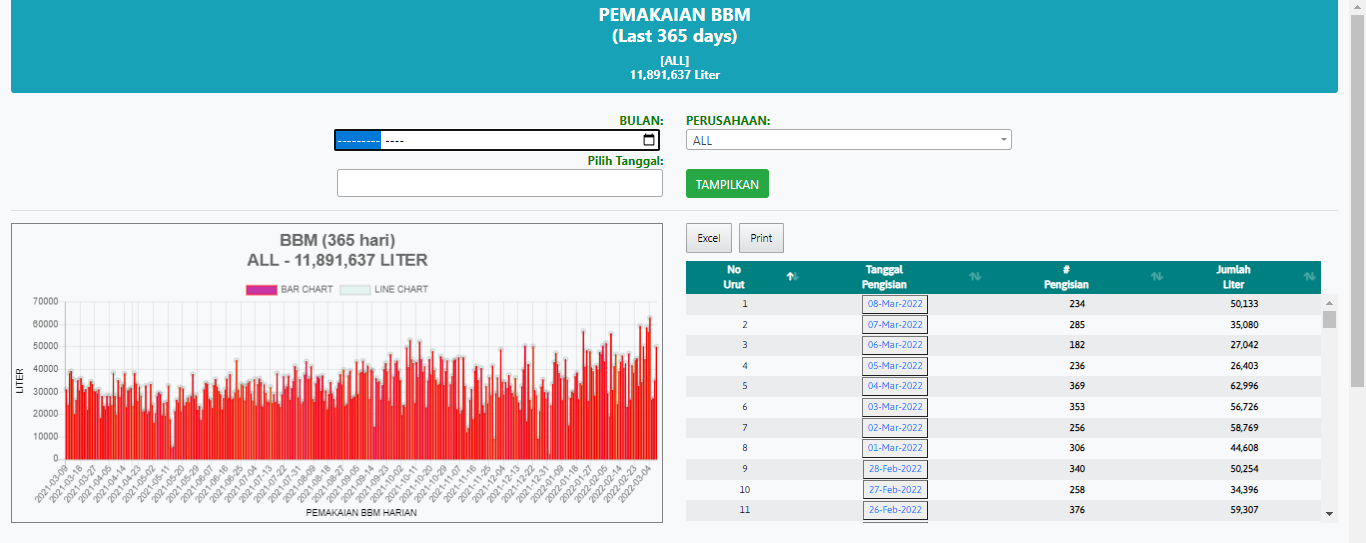 PEMAKAIAN BBM
(Last 365 days)
[ALL]
11,891,637 Liter
BULAN:
--------- ----
Pilih Tanggal:
PERUSAHAAN:
ALL
TAMPILKAN
BBM (365 hari)
ALL - 11,891,637 LITER
BAR CHART LINE CHART
LITER
70000
60000
50000
40000
30000
20000
10000
0
2021-03-09 2021-03-18 2021-03-27 2021-04-05 2021-04-14 2021-04-23 2021-05-02 2021-05-11 2021-05-20 2021-05-29 2021-06-07 2021-06-16 2021-06-25 2021-07-04 2021-07-13 2021-07-22 2021-07-31 2021-08-09 2021-08-18 2021-08-27 2021-09-05 2021-09-14 2021-09-23 2021-10-02 2021-10-11 2021-10-20 2021-10-29 2021-11-07 2021-11-16 2021-11-25 2021-12-04 2021-12-13 2021-12-22 2021-12-31 2022-01-09 2022-01-18 2022-01-27 2022-02-05 2022-02-14 2022-02-23 2022-03-04
PEMAKAIAN BBM HARIAN
Excel Print
No Tanggal # Jumlah
Urut Pengisian Pengisian Liter
1 08-Mar-2022 234 50,133
2 07-Mar-2022 285 35,080
3 06-Mar-2022 182 27,042
4 05-Mar-2022 236 26,403
5 04-Mar-2022 369 62,996
6 03-Mar-2022 353 56,726
7 02-Mar-2022 256 58,769
8 01-Mar-2022 306 44,608
9 28-Feb-2022 340 50,254
10 27-Feb-2022 258 34,396
11 26-Feb-2022 376 59,307